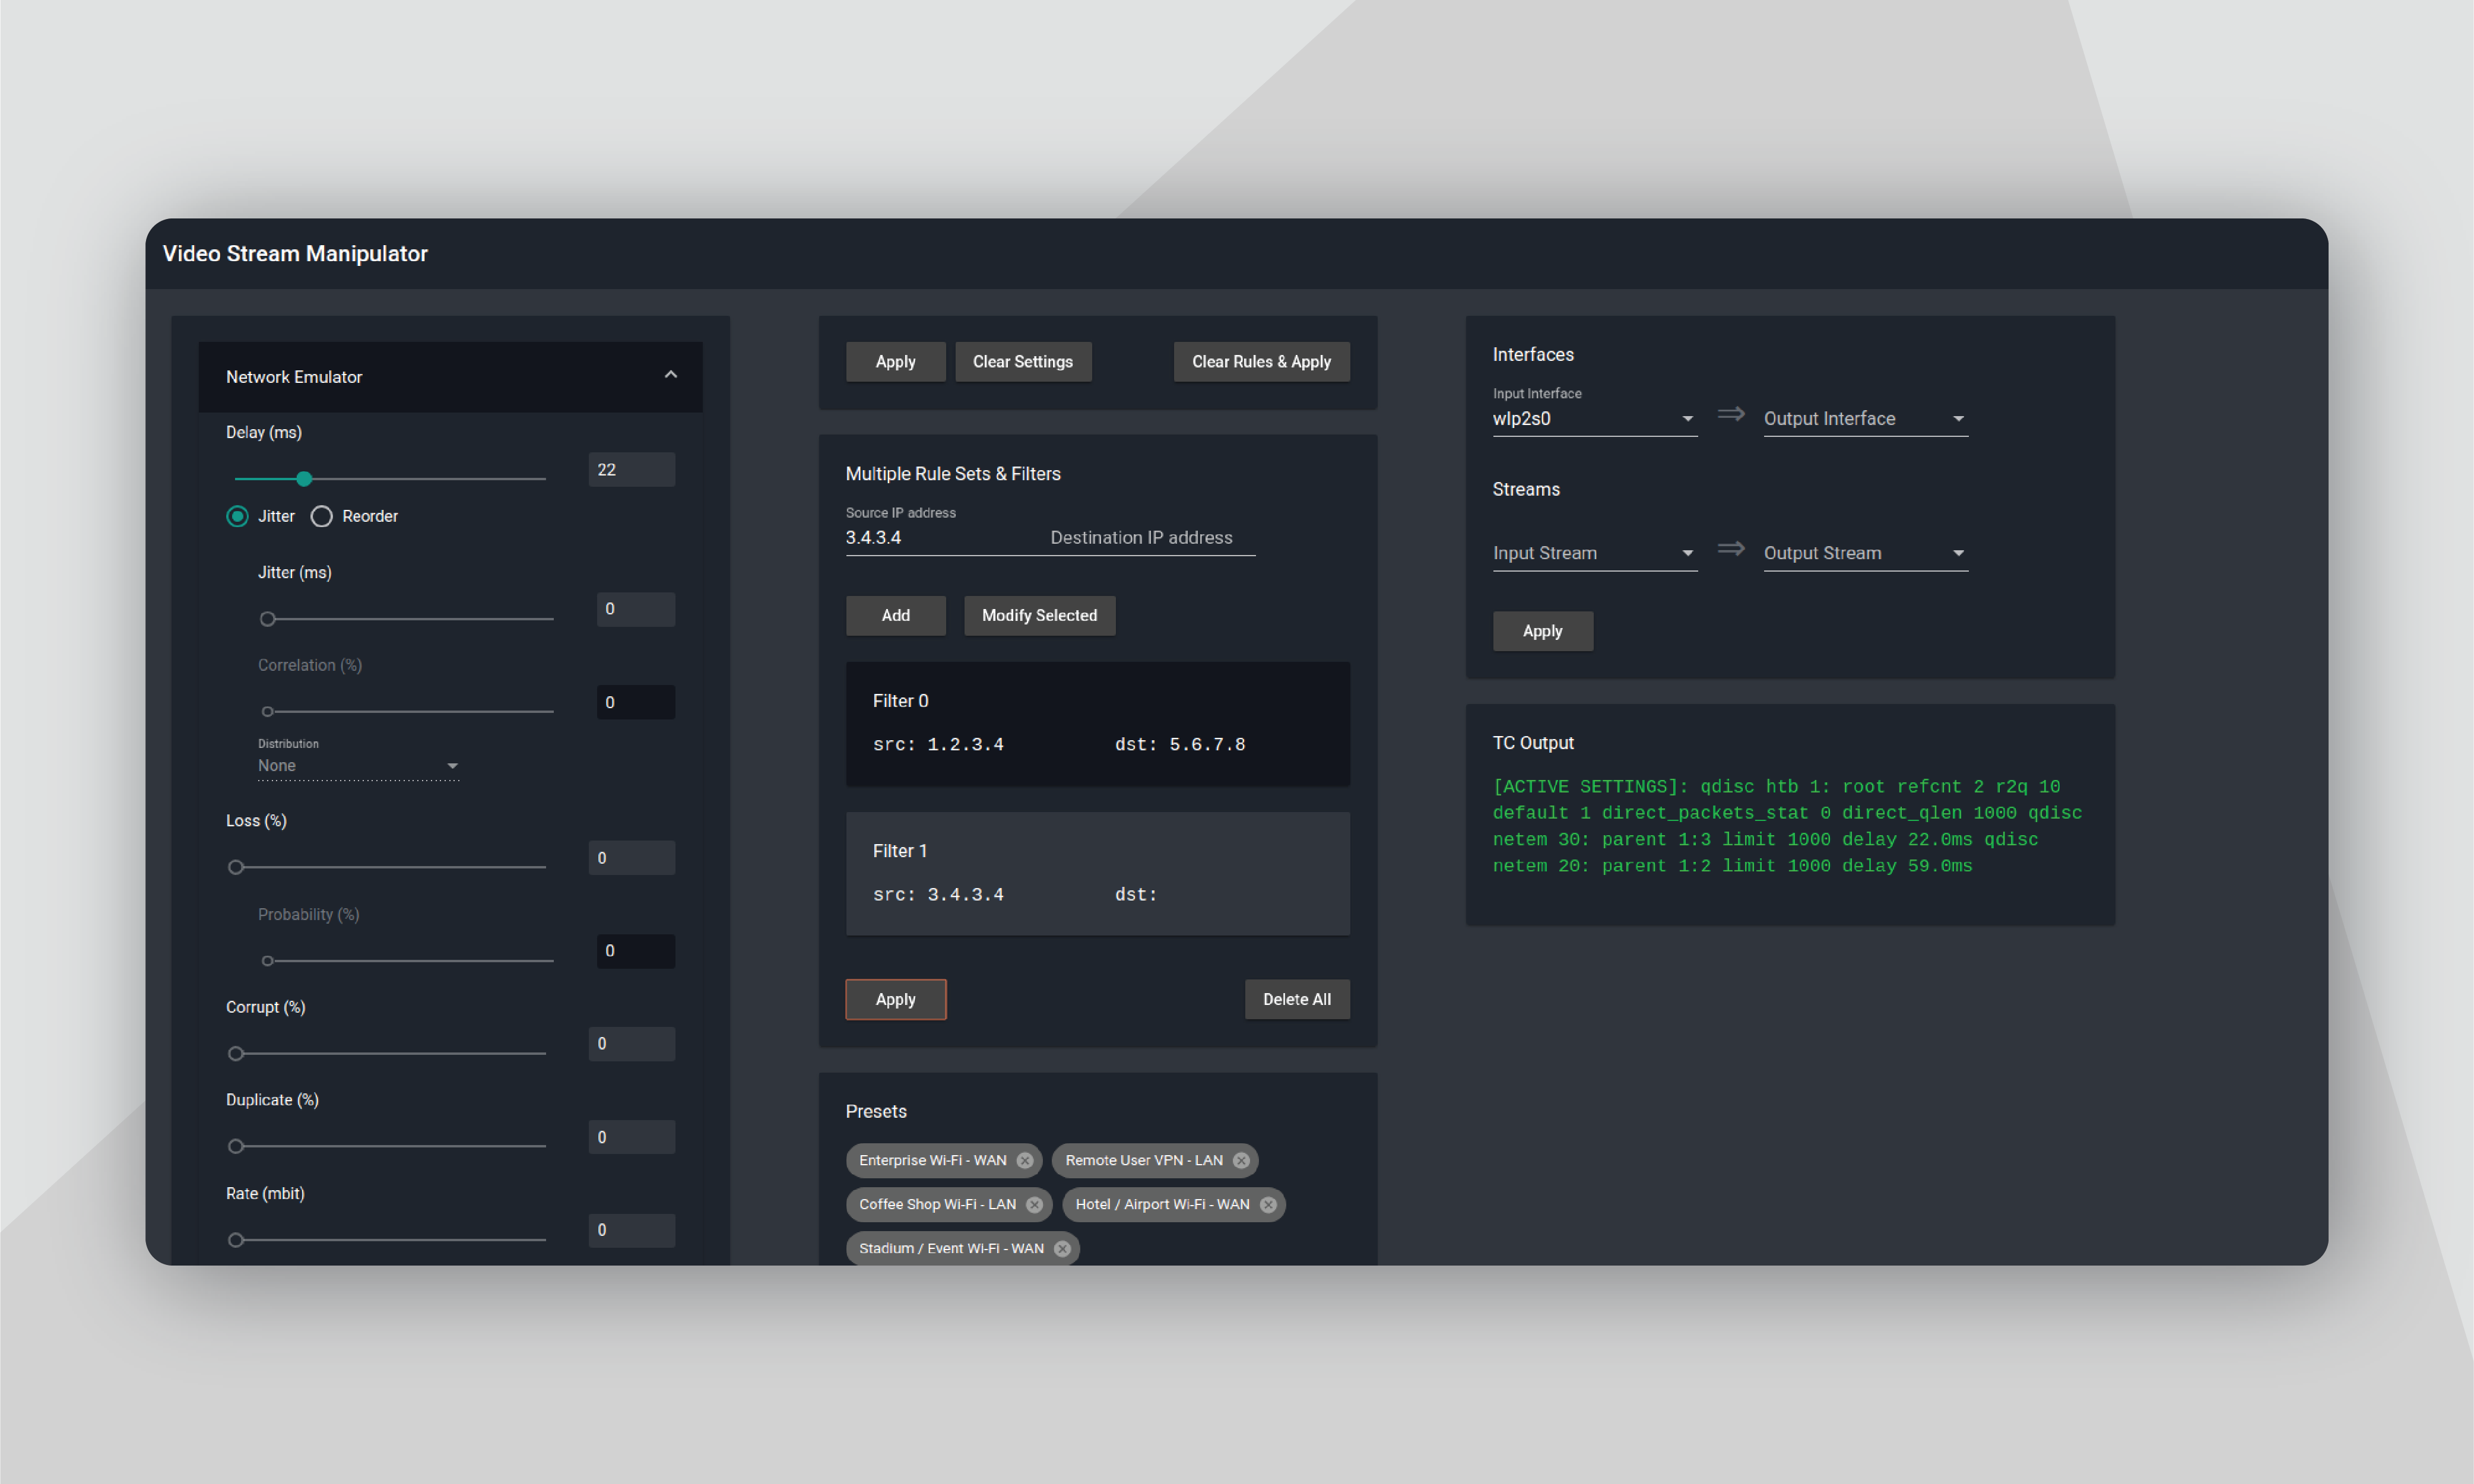 Video Stream Manipulator
Network Emulator
Delay (ms)
22
Jitter
Reorder
Jitter (ms)
0
Correlation (%)
0
Distribution
None
Loss (%)
0
Probability (%)
0
Corrupt (%)
0
Duplicate (%)
0
Rate (mbit)
0
Apply
Clear Settings
Clear Rules & Apply
Multiple Rule Sets & Filters
Source IP address
3.4.3.4
Destination IP address
Add
Modify Selected
Filter 0
src: 1.2.3.4
dst: 5.6.7.8
Filter 1
src: 3.4.3.4
dst:
Apply
Delete All
Presets
Enterprise Wi-Fi - WAN
Remote User VPN - LAN
Coffee Shop Wi-Fi - LAN
Hotel / Airport Wi-Fi - WAN
Stadium / Event Wi-Fi - WAN
Interfaces
Input Interface
wlp2s0
Output Interface
Streams
Input Stream
Output Stream
Apply
TC Output
[ACTIVE SETTINGS]: qdisc htb 1: root refcnt 2 r2q 10
default 1 direct_packets_stat 0 direct_qlen 1000 qdisc
netem 30: parent 1:3 limit 1000 delay 22.0ms qdisc
netem 20: parent 1:2 limit 1000 delay 59.0ms